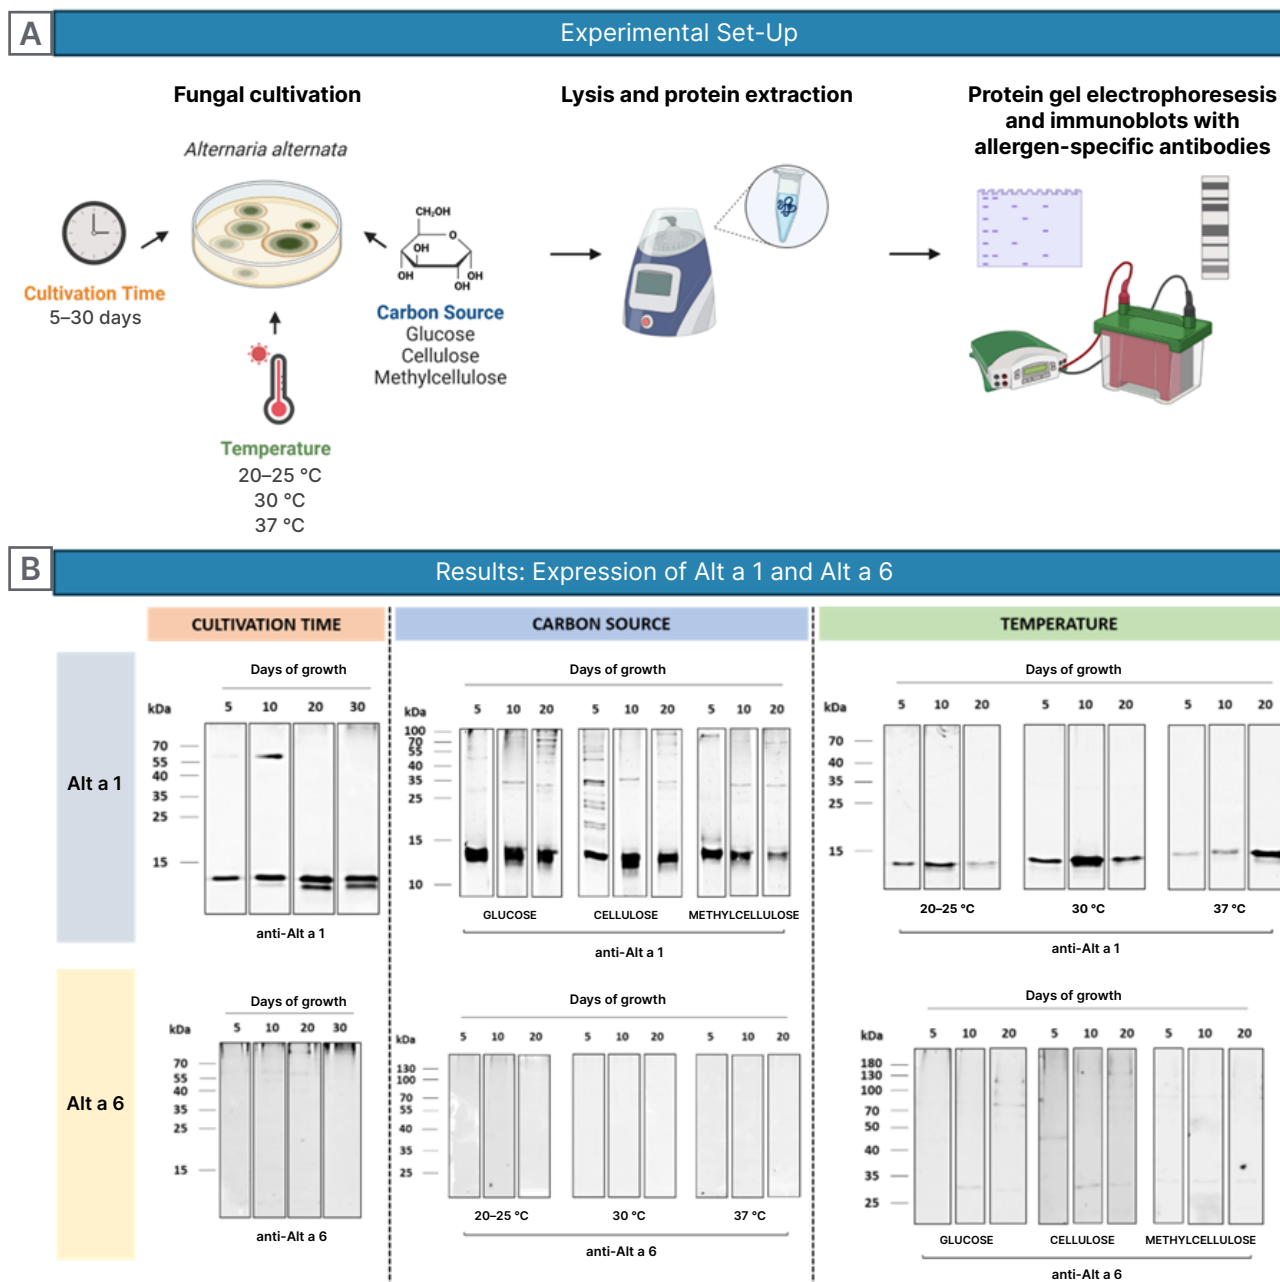 A
Experimental Set-Up
Fungal cultivation
Lysis and protein extraction
Protein gel electrophoresesis
and immunoblots with
allergen-specific antibodies
Alternaria alternata
CH₂OH
O
OH
OH
OH
OH
Cultivation Time
5–30 days
Carbon Source
Glucose
Cellulose
Methylcellulose
Temperature
20–25 °C
30 °C
37 °C
B
Results: Expression of Alt a 1 and Alt a 6
CULTIVATION TIME
CARBON SOURCE
TEMPERATURE
Alt a 1
Days of growth
kDa
5 10 20 30
70
55
40
35
25
15
anti-Alt a 1
Days of growth
kDa
5 10 20 5 10 20 5 10 20
100
70
55
40
35
25
15
10
GLUCOSE CELLULOSE METHYLCELLULOSE
anti-Alt a 1
Days of growth
kDa
5 10 20 5 10 20 5 10 20
70
40
35
25
15
20–25 °C 30 °C 37 °C
anti-Alt a 1
Alt a 6
Days of growth
kDa
5 10 20 30
70
55
40
35
25
15
anti-Alt a 6
Days of growth
kDa
5 10 20 5 10 20 5 10 20
130
100
70
55
40
35
25
20–25 °C 30 °C 37 °C
anti-Alt a 6
Days of growth
kDa
5 10 20 5 10 20 5 10 20
180
130
100
70
50
40
35
25
GLUCOSE CELLULOSE METHYLCELLULOSE
anti-Alt a 6